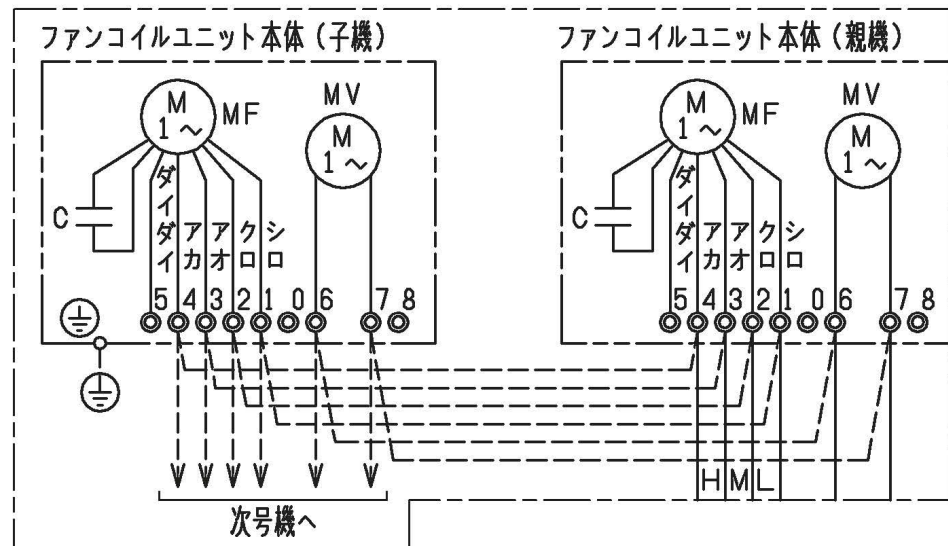 ファンコイルユニット本体（子機）
ファンコイルユニット本体（親機）
M
1～
MF
MV
M
1～
C
ダイダイ
アカ
アオ
クロ
シロ
5 4 3 2 1 0 6 7 8
M
1～
MF
MV
M
1～
C
ダイダイ
アカ
アオ
クロ
シロ
5 4 3 2 1 0 6 7 8
H M L
次号機へ